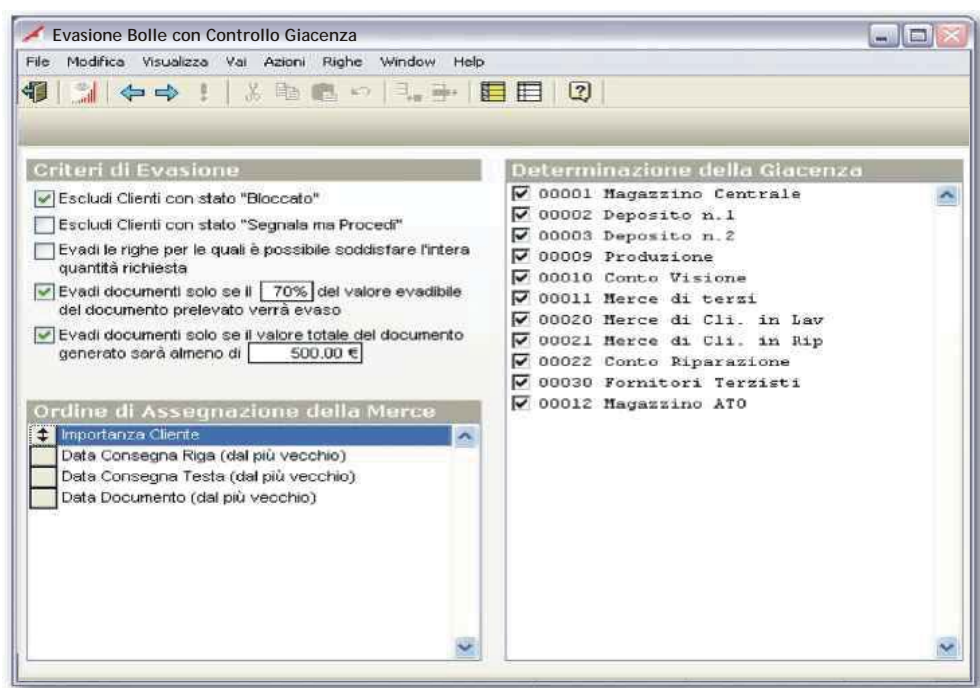 Evasione Bolle con Controllo Giacenza
File Modifica Visualizza Vai Azioni Righe Window Help
Criteri di Evasione
Escludi Clienti con stato "Bloccato"
Escludi Clienti con stato "Segnala ma Procedi"
Evadi le righe per le quali è possibile soddisfare l'intera
quantità richiesta
Evadi documenti solo se il 70% del valore evadibile
del documento prelevato verrà evaso
Evadi documenti solo se il valore totale del documento
generato sarà almeno di 500.00 €
Ordine di Assegnazione della Merce
Importanza Cliente
Data Consegna Riga (dal più vecchio)
Data Consegna Testa (dal più vecchio)
Data Documento (dal più vecchio)
Determinazione della Giacenza
00001 Magazzino Centrale
00002 Deposito n.1
00003 Deposito n.2
00009 Produzione
00010 Conto Visione
00011 Merce di terzi
00020 Merce di Cli. in Lav
00021 Merce di Cli. in Rip
00022 Conto Riparazione
00030 Fornitori Terzisti
00012 Magazzino ATO